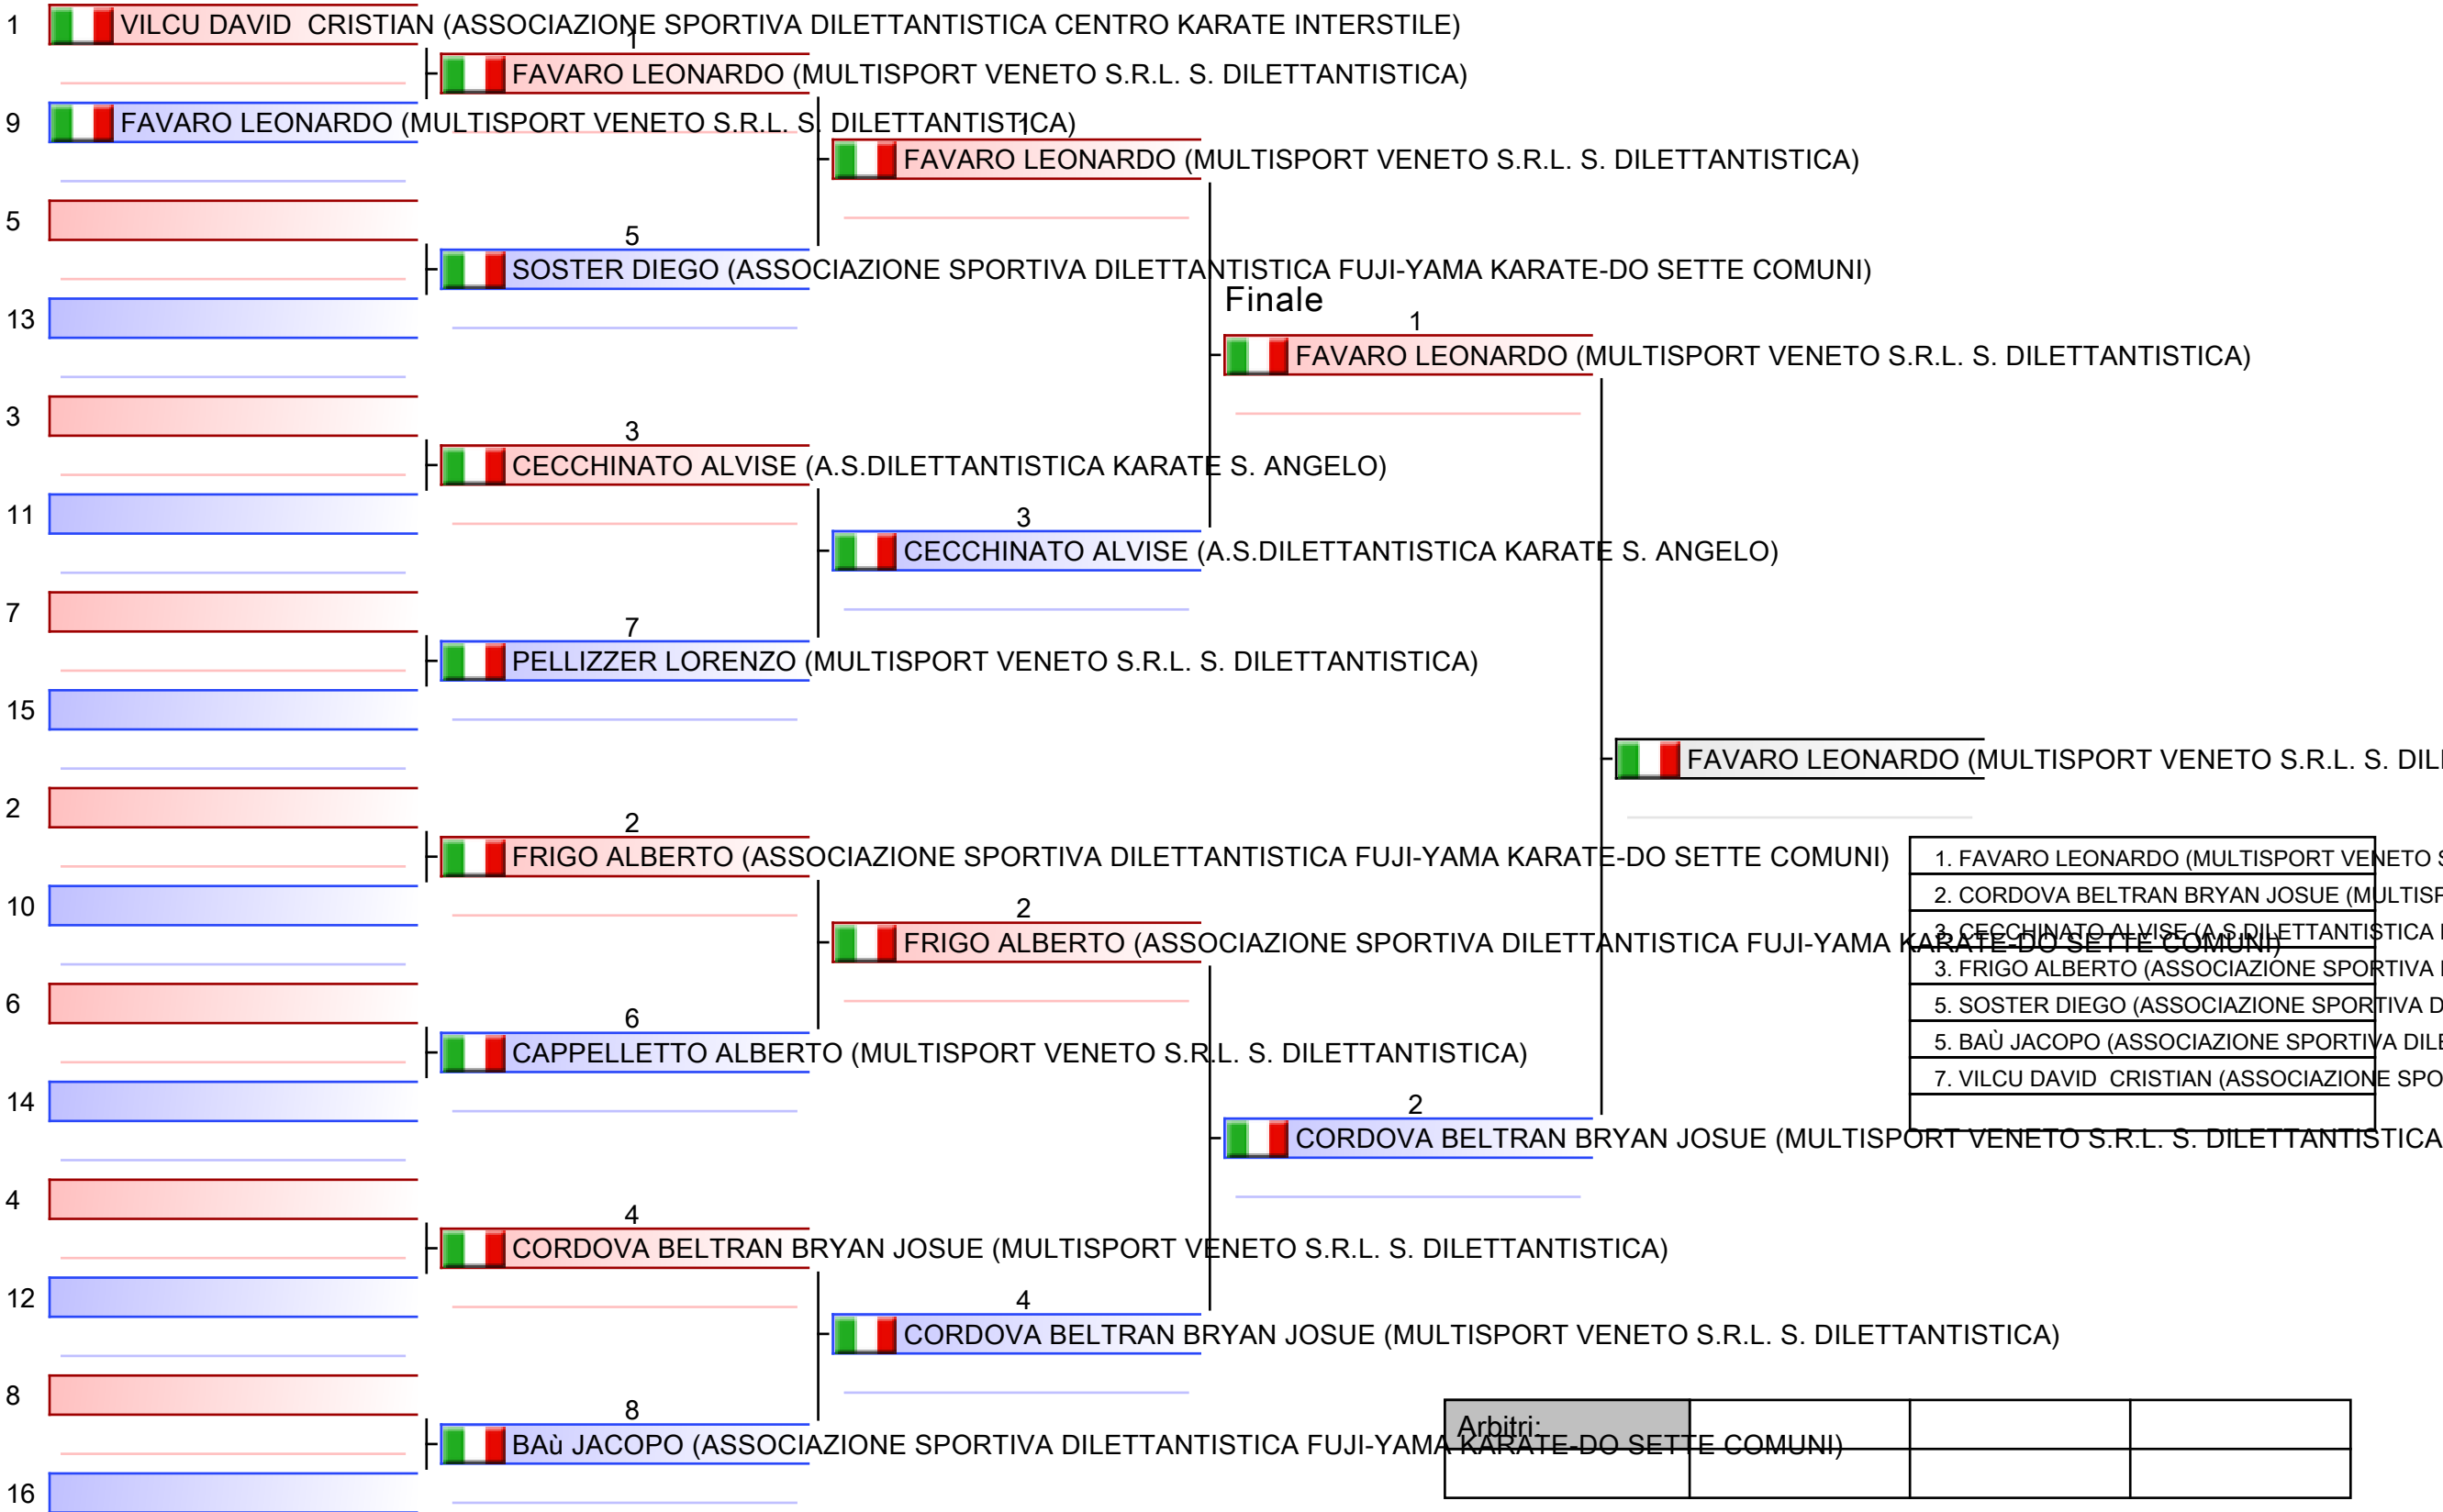 1 VILCU DAVID  CRISTIAN (ASSOCIAZIONE SPORTIVA DILETTANTISTICA CENTRO KARATE INTERSTILE)
1
FAVARO LEONARDO (MULTISPORT VENETO S.R.L. S. DILETTANTISTICA)
9 FAVARO LEONARDO (MULTISPORT VENETO S.R.L. S. DILETTANTISTICA)
1
FAVARO LEONARDO (MULTISPORT VENETO S.R.L. S. DILETTANTISTICA)
5
5
SOSTER DIEGO (ASSOCIAZIONE SPORTIVA DILETTANTISTICA FUJI-YAMA KARATE-DO SETTE COMUNI)
Finale
13
1
FAVARO LEONARDO (MULTISPORT VENETO S.R.L. S. DILETTANTISTICA)
3
3
CECCHINATO ALVISE (A.S.DILETTANTISTICA KARATE S. ANGELO)
11
3
CECCHINATO ALVISE (A.S.DILETTANTISTICA KARATE S. ANGELO)
7
7
PELLIZZER LORENZO (MULTISPORT VENETO S.R.L. S. DILETTANTISTICA)
15
FAVARO LEONARDO (MULTISPORT VENETO S.R.L. S.
2
2
FRIGO ALBERTO (ASSOCIAZIONE SPORTIVA DILETTANTISTICA FUJI-YAMA KARATE-DO SETTE COMUNI)
1. FAVARO LEONARDO (MULTISPORT VENETO
2. CORDOVA BELTRAN BRYAN JOSUE
3. CECCHINATO ALVISE (A.S.DILETTANTISTICA
3. FRIGO ALBERTO (ASSOCIAZIONE SPORTIVA
5. SOSTER DIEGO (ASSOCIAZIONE SPORTIVA
5. BAÙ JACOPO (ASSOCIAZIONE SPORTIVA
7. VILCU DAVID  CRISTIAN (ASSOCIAZIONE
10
2
FRIGO ALBERTO (ASSOCIAZIONE SPORTIVA DILETTANTISTICA FUJI-YAMA KARATE-DO SETTE COMUNI)
6
6
CAPPELLETTO ALBERTO (MULTISPORT VENETO S.R.L. S. DILETTANTISTICA)
14
2
CORDOVA BELTRAN BRYAN JOSUE (MULTISPORT VENETO S.R.L. S. DILETTANTISTICA
4
4
CORDOVA BELTRAN BRYAN JOSUE (MULTISPORT VENETO S.R.L. S. DILETTANTISTICA)
12
4
CORDOVA BELTRAN BRYAN JOSUE (MULTISPORT VENETO S.R.L. S. DILETTANTISTICA)
8
8
BAù JACOPO (ASSOCIAZIONE SPORTIVA DILETTANTISTICA FUJI-YAMA KARATE-DO SETTE COMUNI)
Arbitri:
16